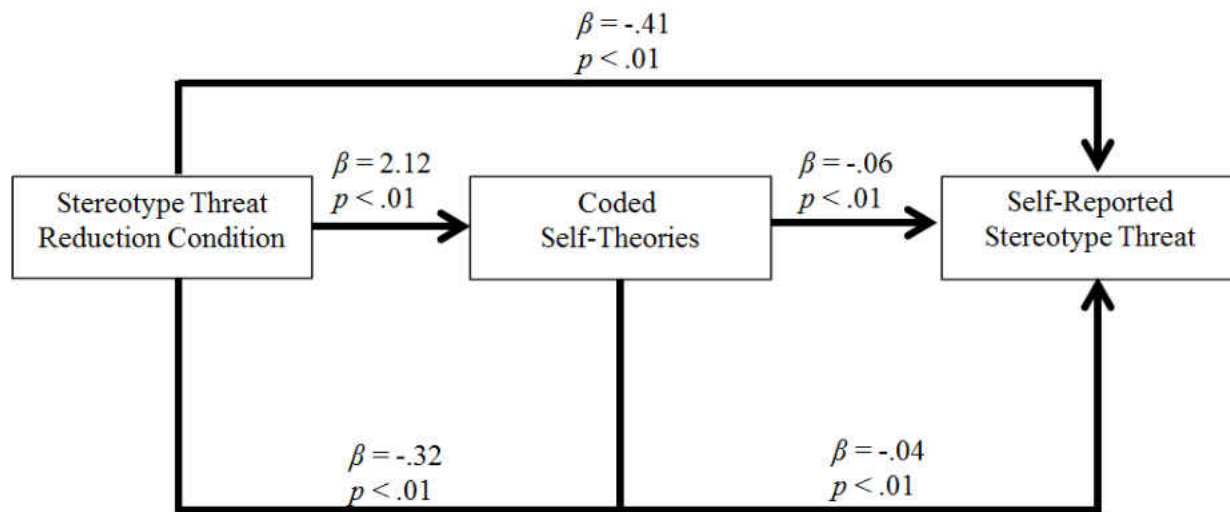 β = -.41
p < .01
β = 2.12
p < .01
β = -.06
p < .01
Stereotype Threat
Reduction Condition
Coded
Self-Theories
Self-Reported
Stereotype Threat
β = -.32
p < .01
β = -.04
p < .01